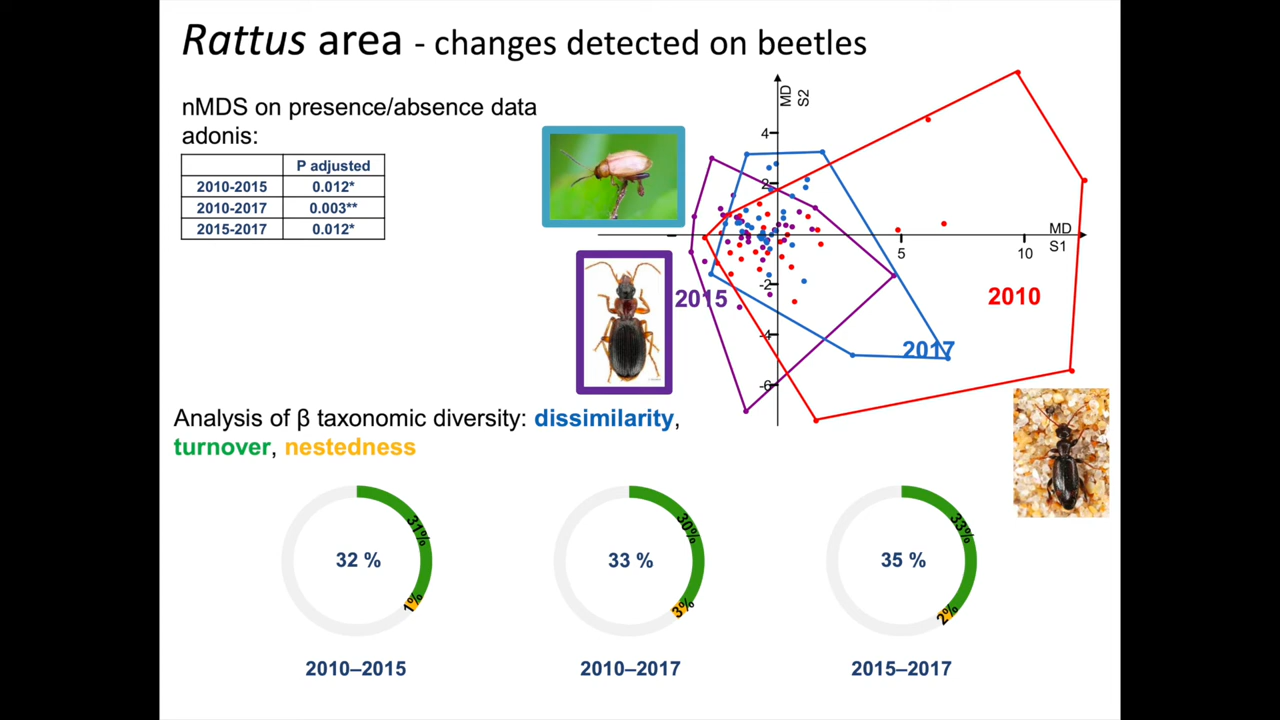 Rattus area - changes detected on beetles
nMDS on presence/absence data
adonis:
P adjusted
2010-2015 0.012*
2010-2017 0.003**
2015-2017 0.012*
MD
S2
4
2
-2
-4
-6
MD
S1
5
10
2015
2010
2017
Analysis of β taxonomic diversity: dissimilarity,
turnover, nestedness
31%
32 %
1%
30%
33 %
3%
33%
35 %
2%
2010–2015
2010–2017
2015–2017